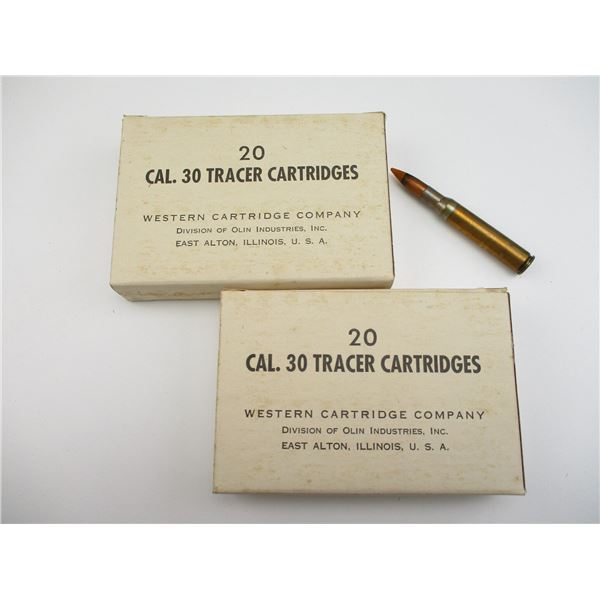 20
CAL. 30 TRACER CARTRIDGES
WESTERN CARTRIDGE COMPANY
DIVISION OF OLIN INDUSTRIES, INC.
EAST ALTON, ILLINOIS, U. S. A.
20
CAL. 30 TRACER CARTRIDGES
WESTERN CARTRIDGE COMPANY
DIVISION OF OLIN INDUSTRIES, INC.
EAST ALTON, ILLINOIS, U. S. A.